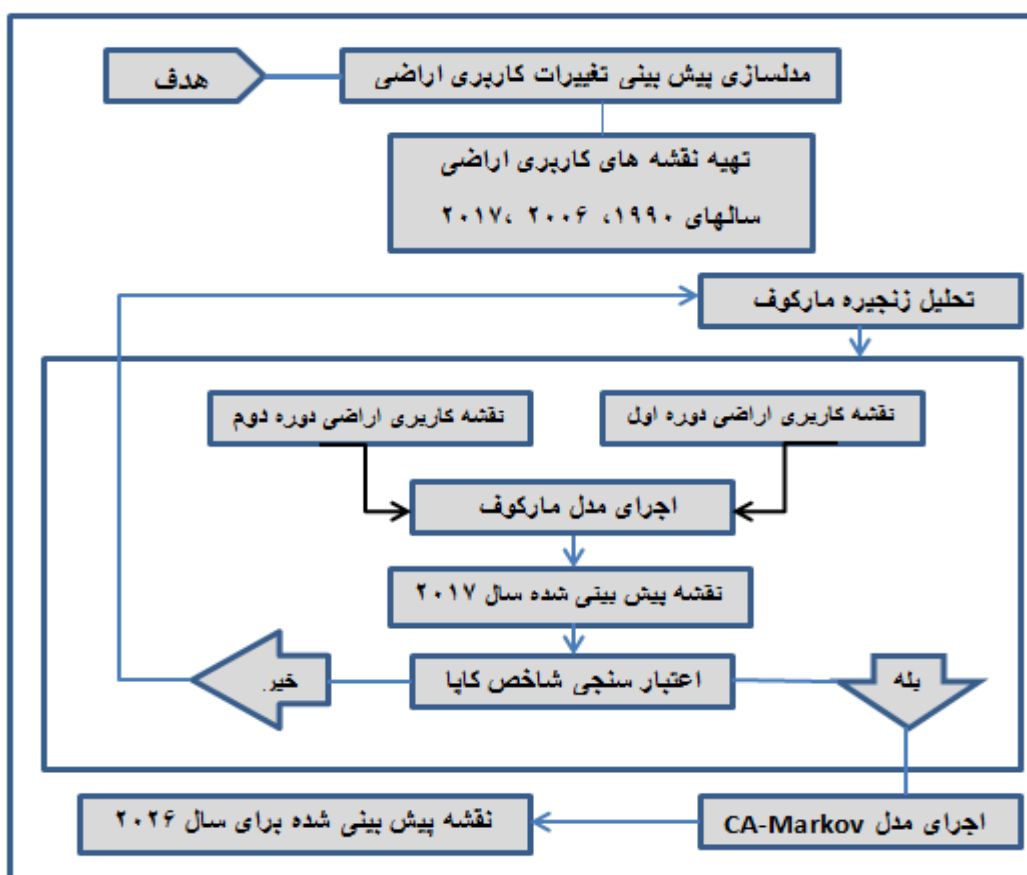 هدف
مدلسازی پیش بینی تغییرات کاربری اراضی
تهیه نقشه های کاربری اراضی
سالهای ۱۹۹۰، ۲۰۰۶ ،۲۰۱۷
تحلیل زنجیره مارکوف
نقشه کاربری اراضی دوره اول
نقشه کاربری اراضی دوره دوم
اجرای مدل مارکوف
نقشه پیش بینی شده سال ۲۰۱۷
اعتبار سنجی شاخص کاپا
بله
خیر
اجرای مدل CA-Markov
نقشه پیش بینی شده برای سال ۲۰۲۶